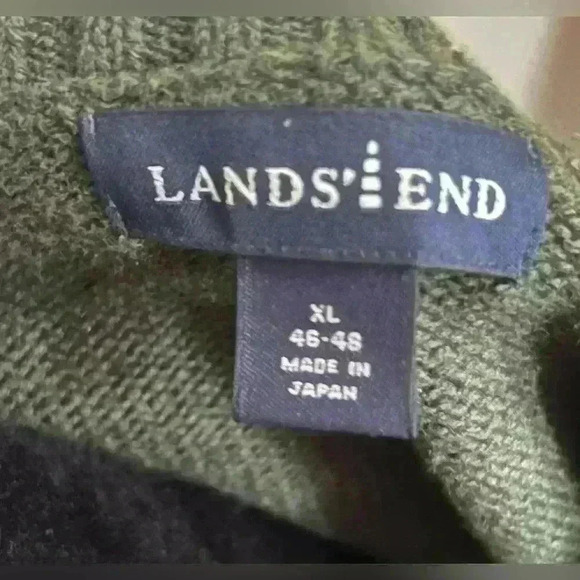 LANDS' END
XL
46-48
MADE IN
JAPAN